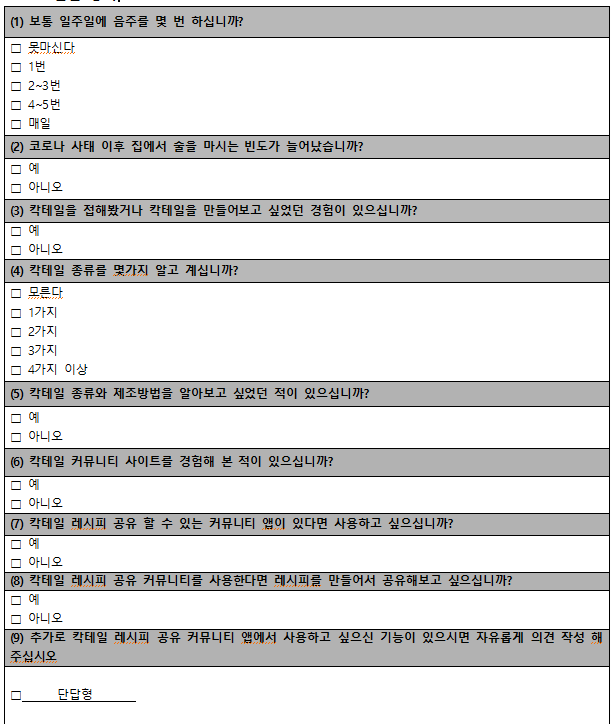 (1) 보통 일주일에 음주를 몇 번 하십니까?
□ 못마신다
□ 1번
□ 2~3번
□ 4~5번
□ 매일
(2) 코로나 사태 이후 집에서 술을 마시는 빈도가 늘어났습니까?
□ 예
□ 아니오
(3) 칵테일을 접해봤거나 칵테일을 만들어보고 싶었던 경험이 있으십니까?
□ 예
□ 아니오
(4) 칵테일 종류를 몇가지 알고 계십니까?
□ 모른다
□ 1가지
□ 2가지
□ 3가지
□ 4가지 이상
(5) 칵테일 종류와 제조방법을 알아보고 싶었던 적이 있으십니까?
□ 예
□ 아니오
(6) 칵테일 커뮤니티 사이트를 경험해 본 적이 있으십니까?
□ 예
□ 아니오
(7) 칵테일 레시피 공유 할 수 있는 커뮤니티 앱이 있다면 사용하고 싶으십니까?
□ 예
□ 아니오
(8) 칵테일 레시피 공유 커뮤니티를 사용한다면 레시피를 만들어서 공유해보고 싶으십니까?
□ 예
□ 아니오
(9) 추가로 칵테일 레시피 공유 커뮤니티 앱에서 사용하고 싶으신 기능이 있으시면 자유롭게 의견 작성 해
주십시오
□ 단답형